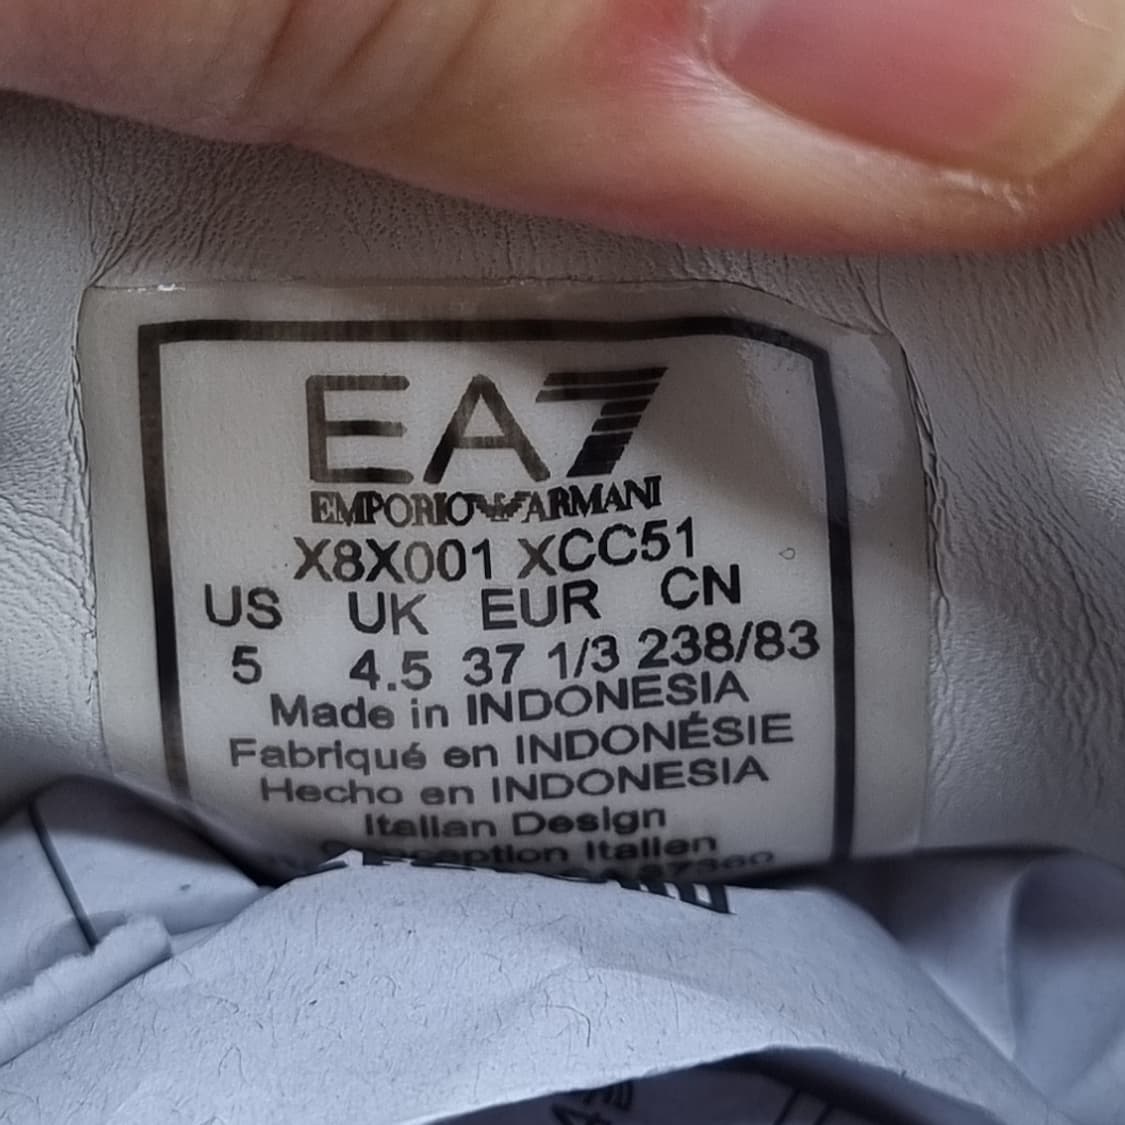 EA7
EMPORIO ARMANI
X8X001 XCC51
US UK EUR CN
5 4.5 37 1/3 238/83
Made in INDONESIA
Fabriqué en INDONÉSIE
Hecho en INDONESIA
Italian Design
Conception Italien